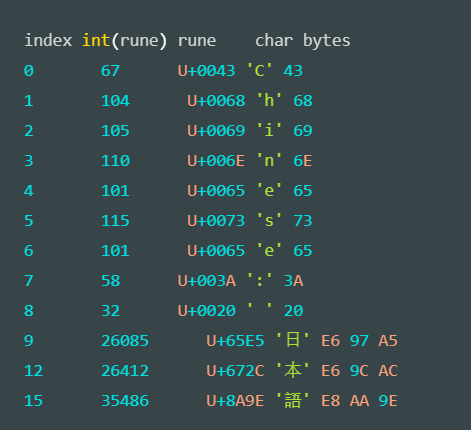 index int(rune) rune    char bytes
0       67      U+0043 'C' 43
1       104      U+0068 'h' 68
2       105      U+0069 'i' 69
3       110      U+006E 'n' 6E
4       101      U+0065 'e' 65
5       115      U+0073 's' 73
6       101      U+0065 'e' 65
7       58      U+003A ':' 3A
8       32      U+0020 ' ' 20
9       26085      U+65E5 '日' E6 97 A5
12      26412      U+672C '本' E6 9C AC
15      35486      U+8A9E '語' E8 AA 9E